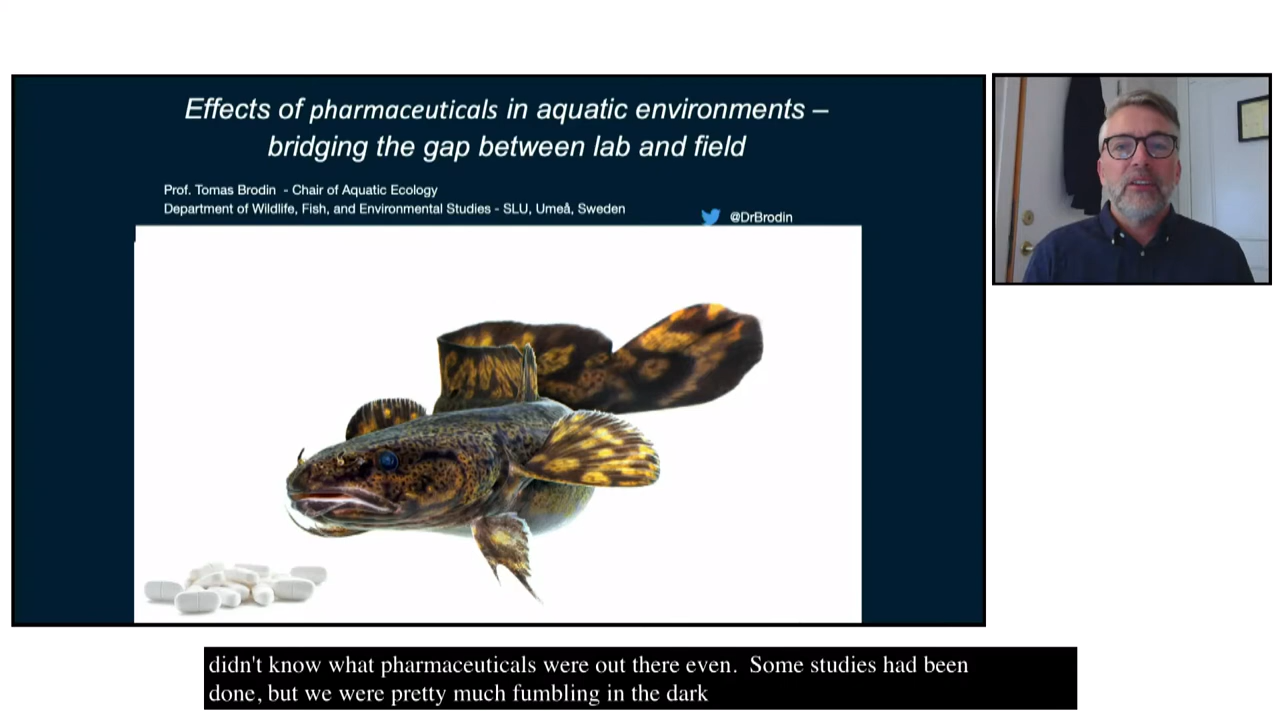 Effects of pharmaceuticals in aquatic environments –
bridging the gap between lab and field
Prof. Tomas Brodin - Chair of Aquatic Ecology
Department of Wildlife, Fish, and Environmental Studies - SLU, Umeå, Sweden
@DrBrodin
didn't know what pharmaceuticals were out there even. Some studies had been
done, but we were pretty much fumbling in the dark